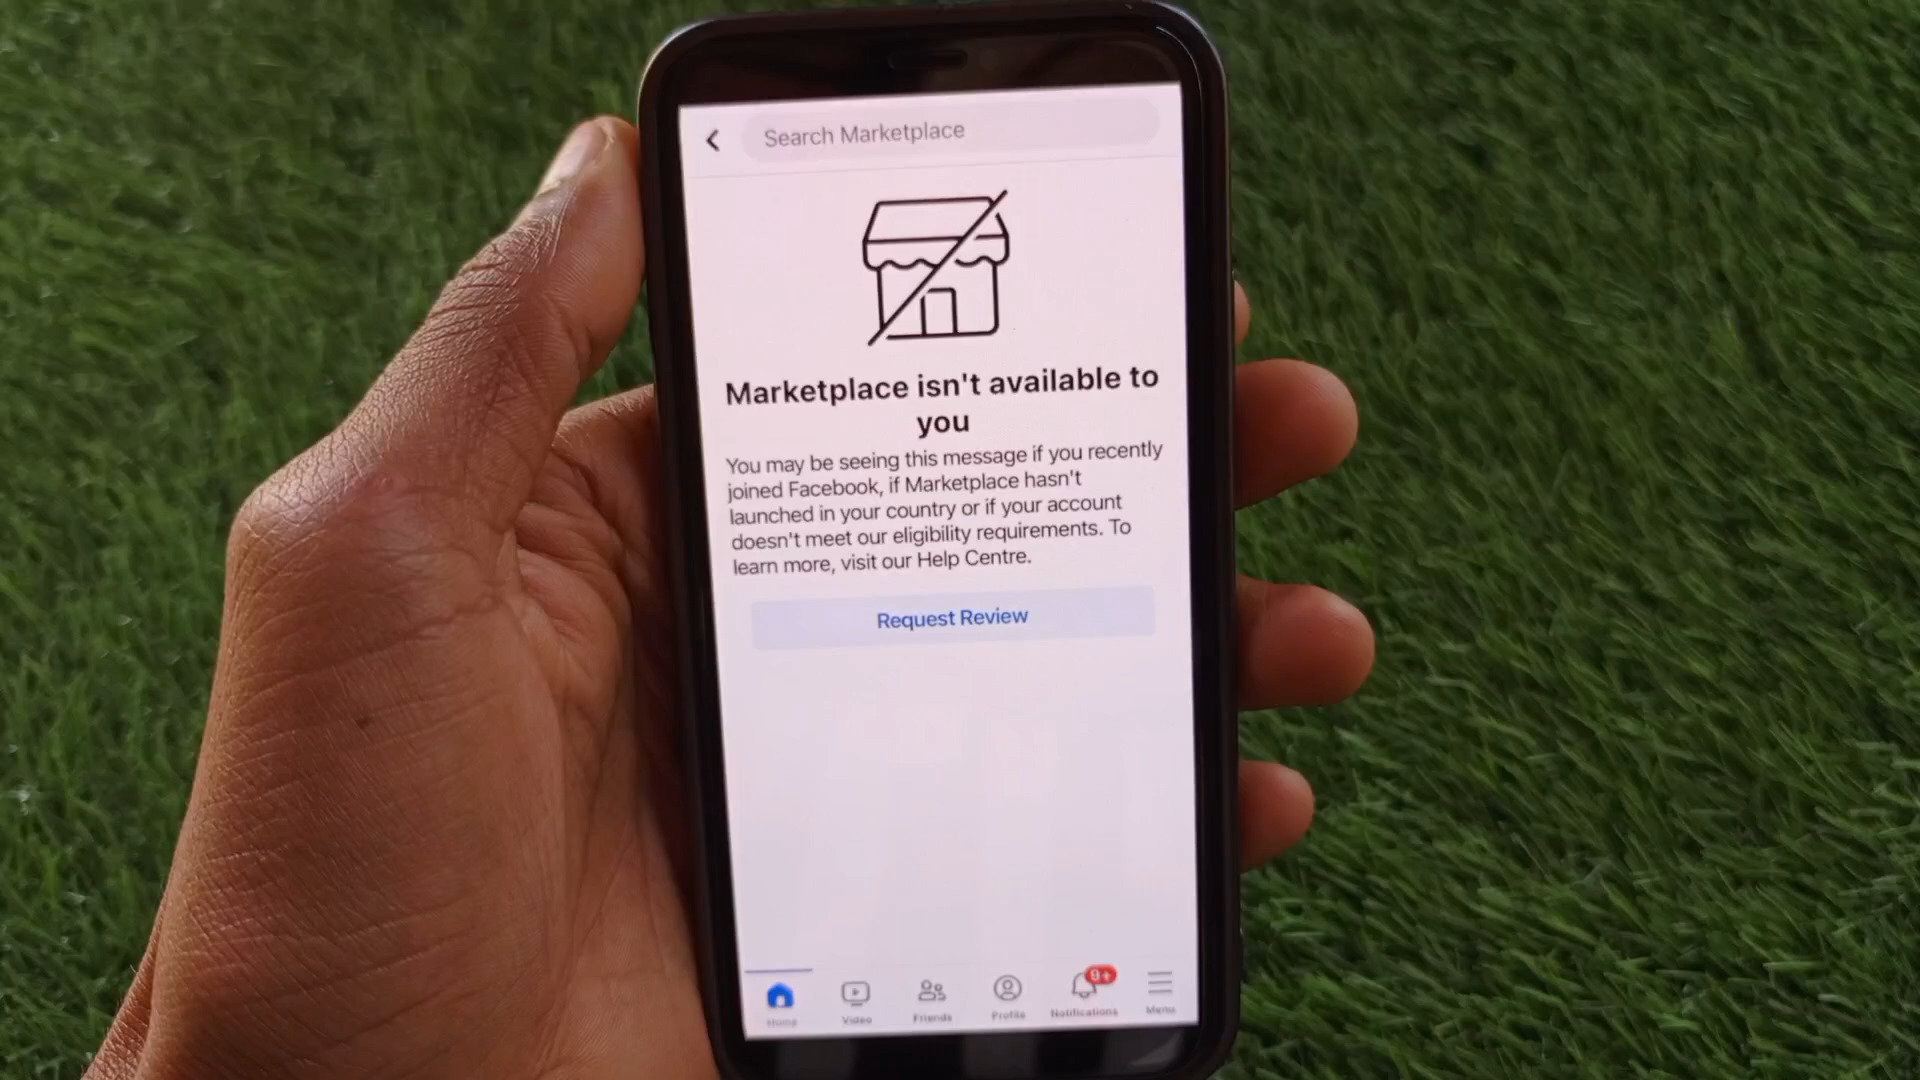 Search Marketplace
Marketplace isn't available to
you
You may be seeing this message if you recently
joined Facebook, if Marketplace hasn't
launched in your country or if your account
doesn't meet our eligibility requirements. To
learn more, visit our Help Centre.
Request Review
9+
Home
Video
Friends
Profile
Notifications
Menu